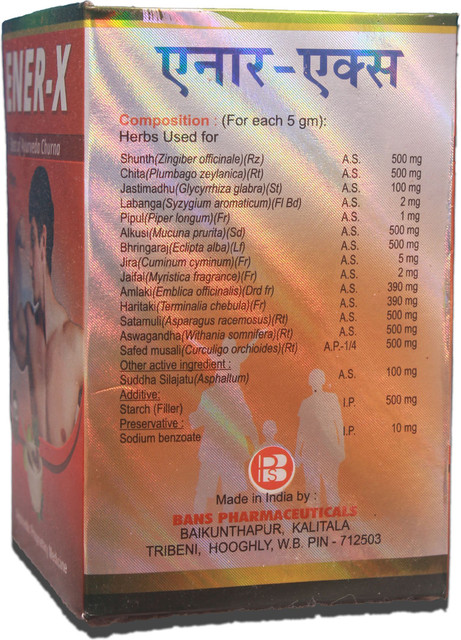 ENER-X
Churna
एनार-एक्स
Composition : (For each 5 gm):
Herbs Used for
Shunth(Zingiber officinale)(Rz) A.S. 500 mg
Chita(Plumbago zeylanica)(Rt) A.S. 500 mg
Jastimadhu(Glycyrrhiza glabra)(St) A.S. 100 mg
Labanga(Syzygium aromaticum)(Fl Bd) A.S. 2 mg
Pipul(Piper longum)(Fr) A.S. 1 mg
Alkusi(Mucuna prurita)(Sd) A.S. 500 mg
Bhringaraj(Eclipta alba)(Lf) A.S. 500 mg
Jira(Cuminum cyminum)(Fr) A.S. 5 mg
Jaifal(Myristica fragrance)(Fr) A.S. 2 mg
Amlaki(Emblica officinalis)(Drd fr) A.S. 390 mg
Haritaki(Terminalia chebula)(Fr) A.S. 390 mg
Satamuli(Asparagus racemosus)(Rt) A.S. 500 mg
Aswagandha(Withania somnifera)(Rt) A.S. 500 mg
Safed musali(Curculigo orchioides)(Rt) A.P.-1/4 500 mg
Other active ingredient :
Suddha Silajatu(Asphaltum) A.S. 100 mg
Additive:
Starch (Filler) I.P. 500 mg
Preservative :
Sodium benzoate I.P. 10 mg
BPS
Made in India by :
BANS PHARMACEUTICALS
BAIKUNTHAPUR, KALITALA
TRIBENI, HOOGHLY, W.B. PIN - 712503